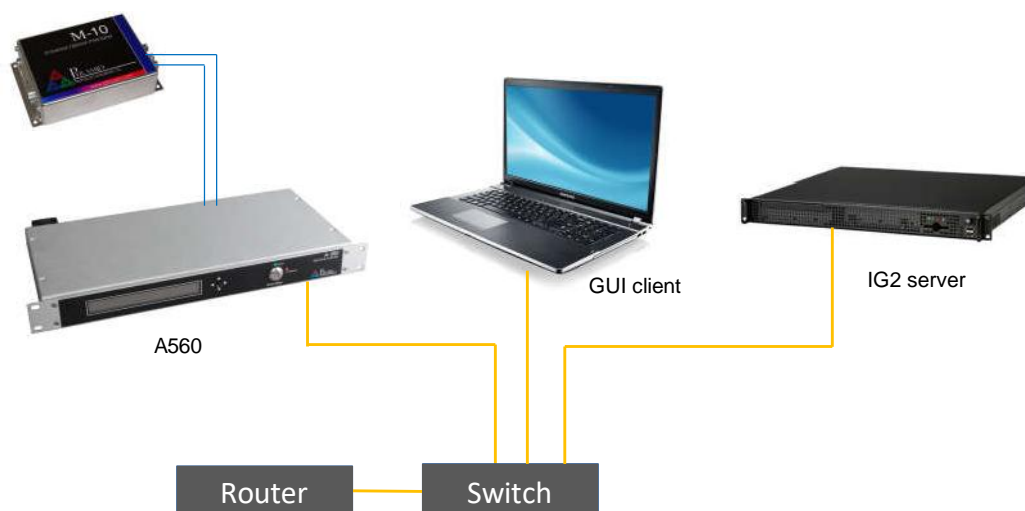 M-10
A560
GUI client
IG2 server
Router
Switch